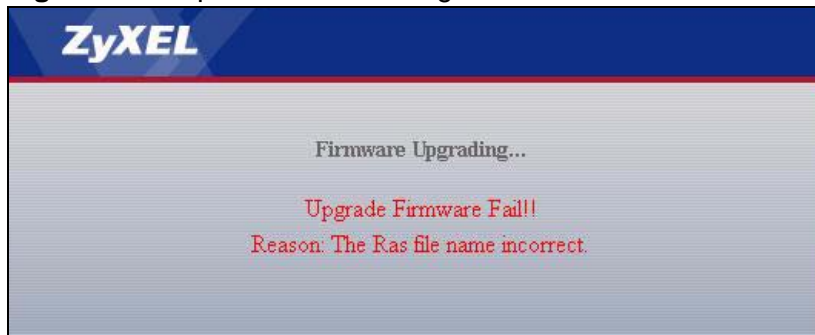 ZyXEL
Firmware Upgrading...
Upgrade Firmware Fail!!
Reason: The Ras file name incorrect.